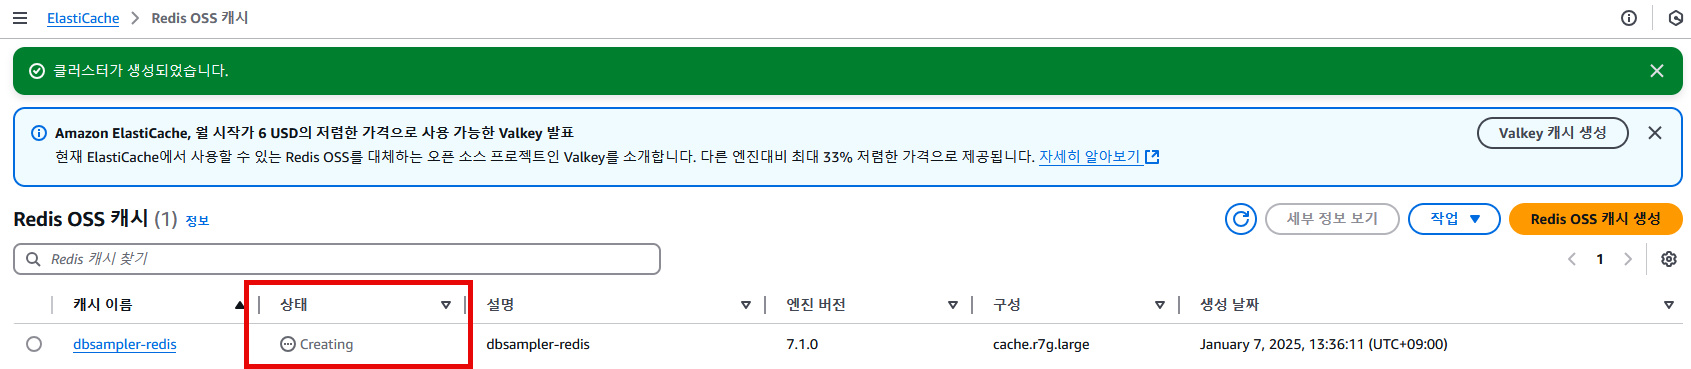 ElastiCache > Redis OSS 캐시
클러스터가 생성되었습니다.
Amazon ElastiCache, 월 시작가 6 USD의 저렴한 가격으로 사용 가능한 Valkey 발표
Valkey 캐시 생성
현재 ElastiCache에서 사용할 수 있는 Redis OSS를 대체하는 오픈 소스 프로젝트인 Valkey를 소개합니다. 다른 엔진대비 최대 33% 저렴한 가격으로 제공됩니다. 자세히 알아보기
Redis OSS 캐시 (1) 정보 세부 정보 보기 작업 Redis OSS 캐시 생성
Redis 캐시 찾기 1
캐시 이름 상태 설명 엔진 버전 구성 생성 날짜
dbsampler-redis Creating dbsampler-redis 7.1.0 cache.r7g.large January 7, 2025, 13:36:11 (UTC+09:00)